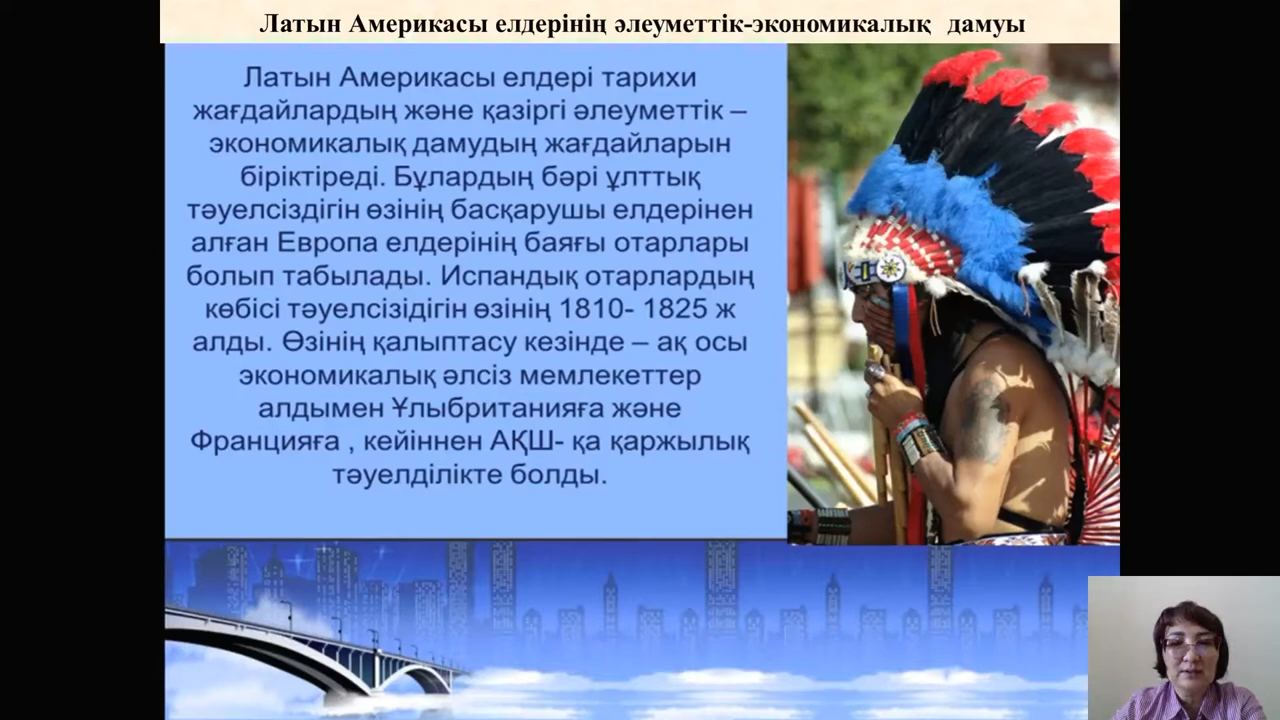 Латын Америкасы елдерінің әлеуметтік-экономикалық дамуы
Латын Америкасы елдері тарихи
жағдайлардың және қазіргі әлеуметтік –
экономикалық дамудың жағдайларын
біріктіреді. Бұлардың бәрі ұлттық
тәуелсіздігін өзінің басқарушы елдерінен
алған Европа елдерінің баяғы отарлары
болып табылады. Испандық отарлардың
көбісі тәуелсізідігін өзінің 1810- 1825 ж
алды. Өзінің қалыптасу кезінде – ақ осы
экономикалық әлсіз мемлекеттер
алдымен Ұлыбританияға және
Францияға , кейіннен АҚШ- қа қаржылық
тәуелділікте болды.